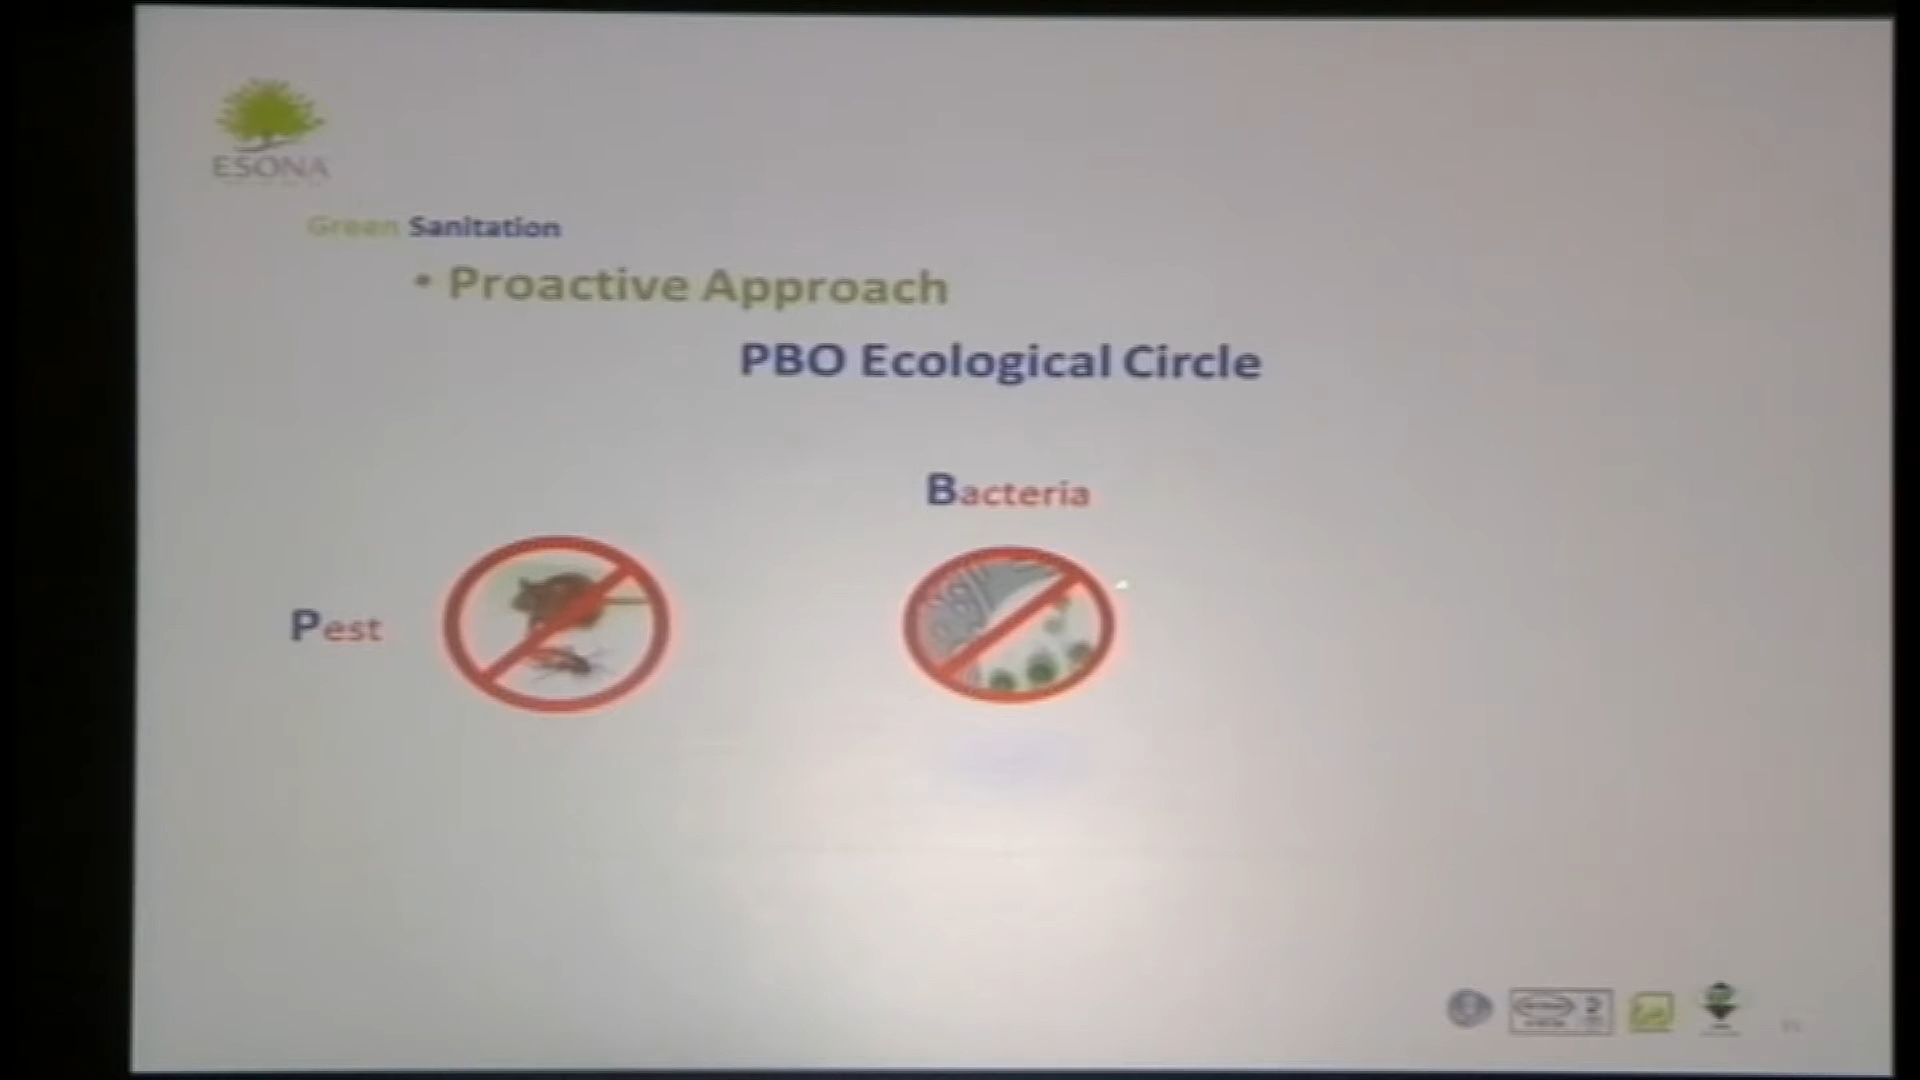 ESONA
Green Sanitation
• Proactive Approach
PBO Ecological Circle
Bacteria
Pest